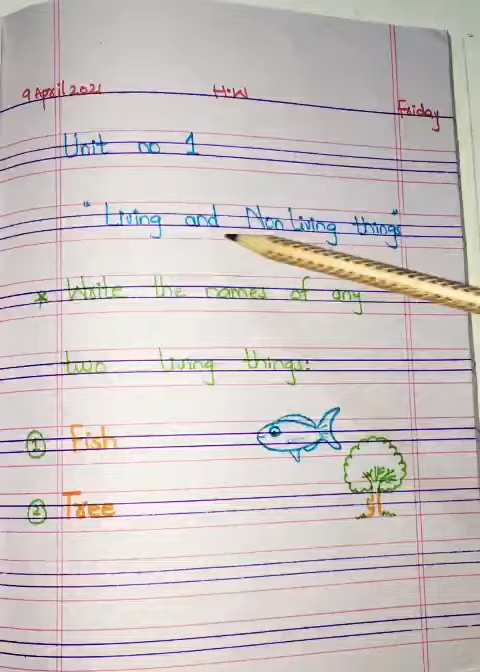 9 April 2021 H.W Friday
Unit no 1
"Living and Non Living things"
* Write the names of any
two living things:
① Fish
② Tree